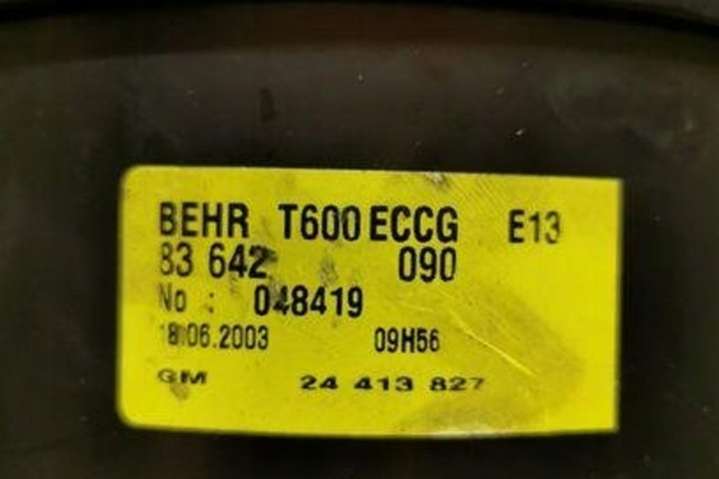 BEHR T600 ECCG E13
83 642 090
No : 048419
18.06.2003 09H56
GM 24 413 827